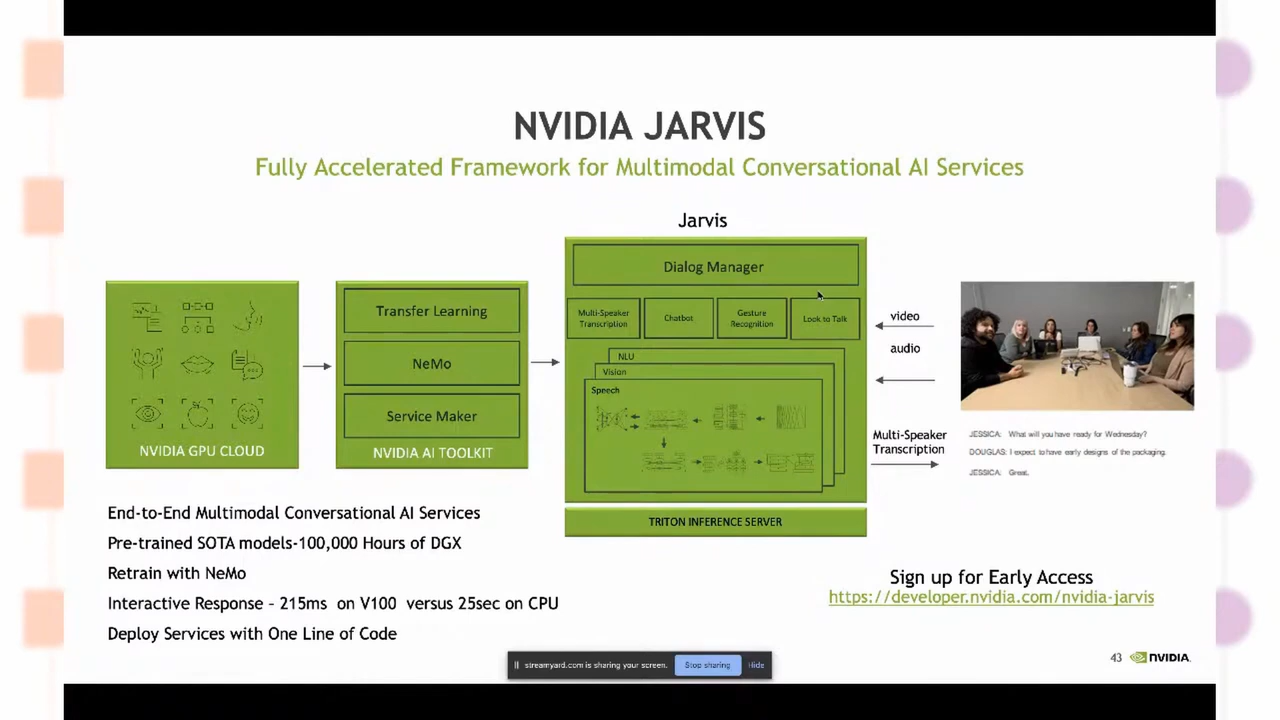 NVIDIA JARVIS
Fully Accelerated Framework for Multimodal Conversational AI Services
Jarvis
NVIDIA GPU CLOUD
Transfer Learning
NeMo
Service Maker
NVIDIA AI TOOLKIT
Dialog Manager
Multi-Speaker
Transcription
Chatbot
Gesture
Recognition
Look to Talk
NLU
Vision
Speech
TRITON INFERENCE SERVER
video
audio
Multi-Speaker
Transcription
JESSICA: What will you have ready for Wednesday?
DOUGLAS: I expect to have early designs of the packaging.
JESSICA: Great.
End-to-End Multimodal Conversational AI Services
Pre-trained SOTA models-100,000 Hours of DGX
Retrain with NeMo
Interactive Response – 215ms on V100 versus 25sec on CPU
Deploy Services with One Line of Code
Sign up for Early Access
https://developer.nvidia.com/nvidia-jarvis
streamyard.com is sharing your screen. Stop sharing Hide
43 NVIDIA.